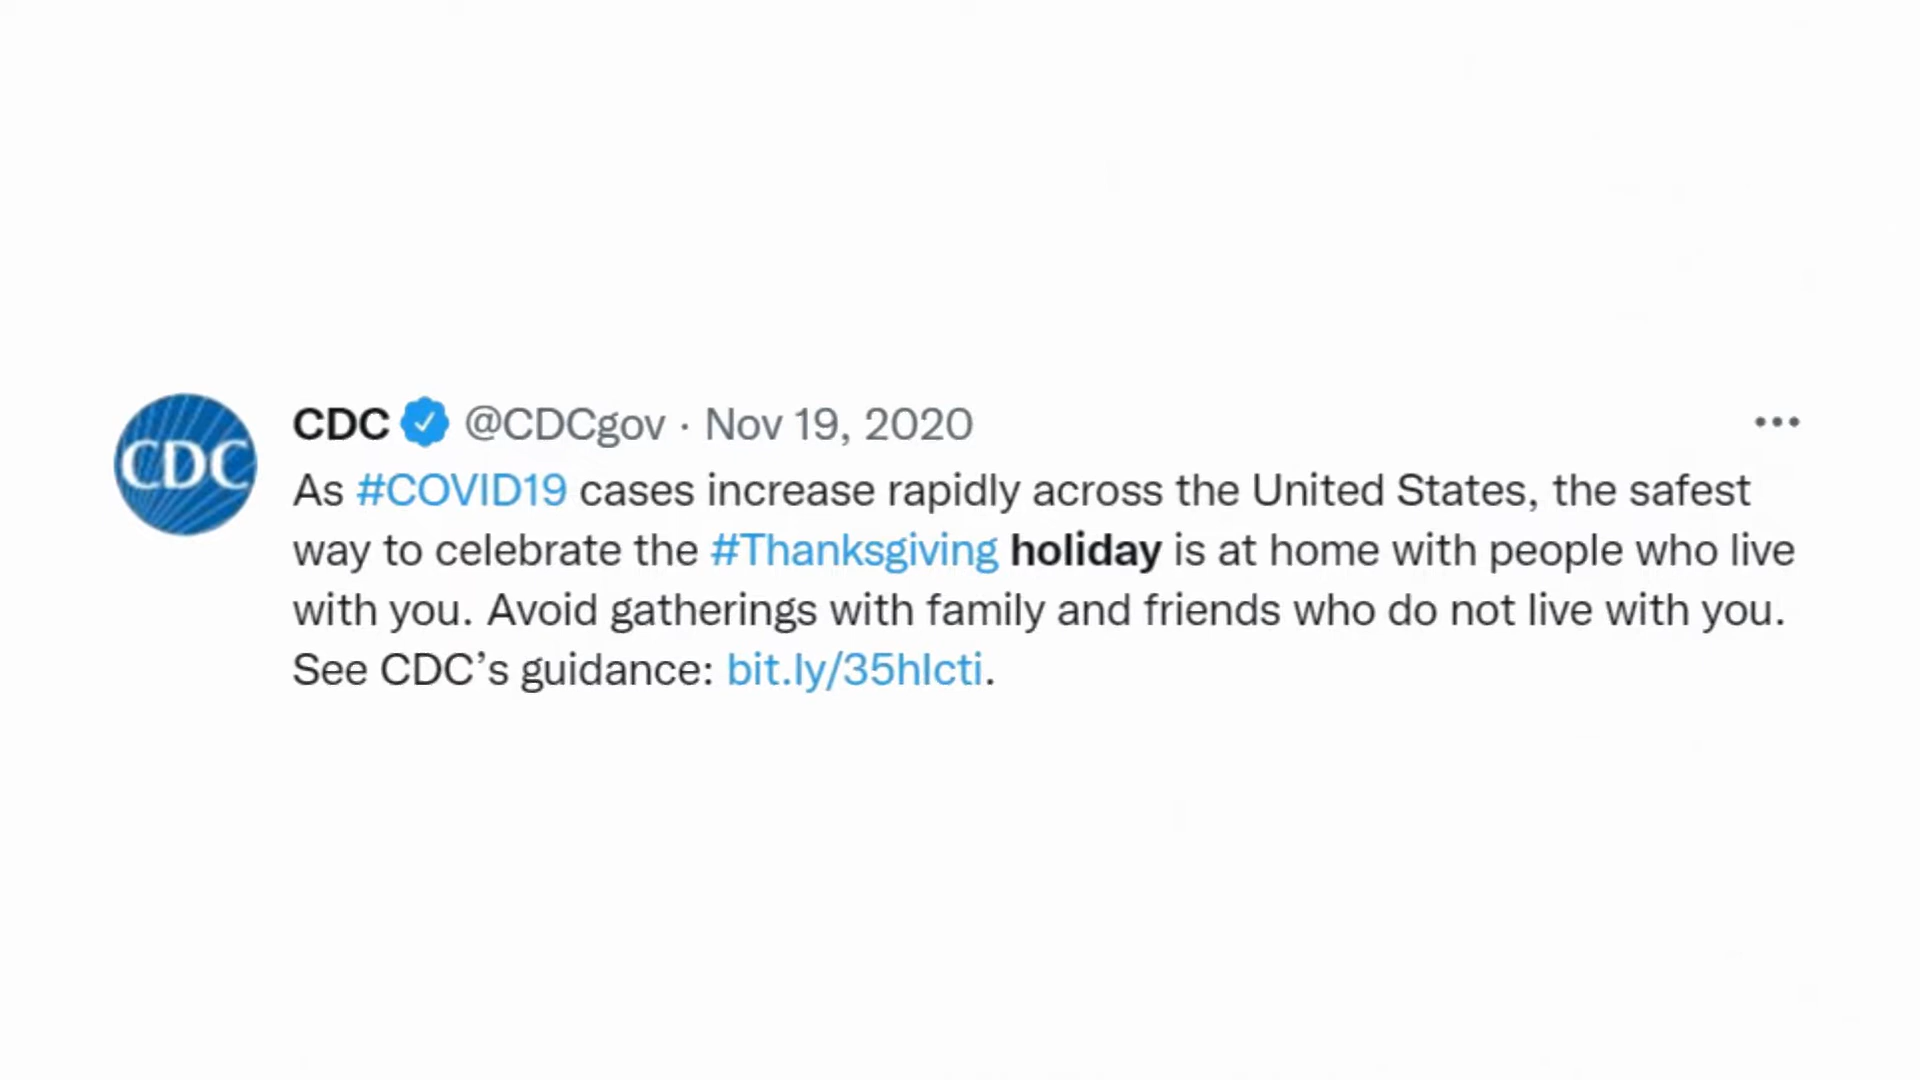 CDC
CDC @CDCgov · Nov 19, 2020
As #COVID19 cases increase rapidly across the United States, the safest
way to celebrate the #Thanksgiving holiday is at home with people who live
with you. Avoid gatherings with family and friends who do not live with you.
See CDC’s guidance: bit.ly/35hIcti.